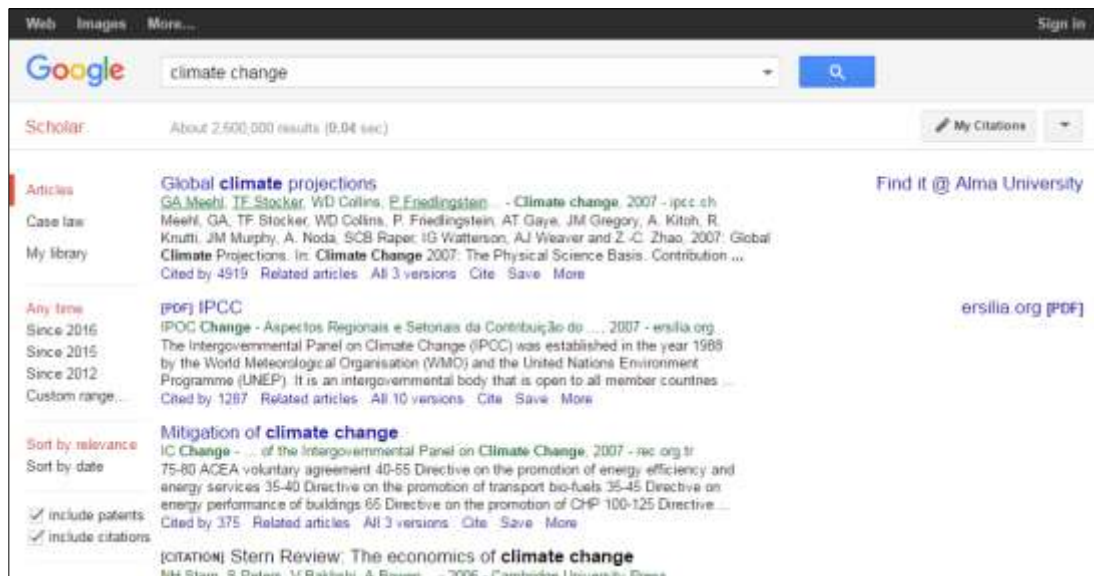 Web Images More... Sign in
Google climate change
Scholar About 2,600,000 results (0.04 sec) My Citations
Articles
Case law
My library
Any time
Since 2016
Since 2015
Since 2012
Custom range...
Sort by relevance
Sort by date
include patents
include citations
Global climate projections Find it @ Alma University
GA Meehl, TF Stocker, WD Collins, P Friedlingstein... - Climate change, 2007 - ipcc.ch
Meehl, GA, TF Stocker, WD Collins, P. Friedlingstein, AT Gaye, JM Gregory, A. Kitoh, R.
Knutti, JM Murphy, A. Noda, SCB Raper, IG Watterson, AJ Weaver and Z.-C. Zhao, 2007: Global
Climate Projections. In: Climate Change 2007: The Physical Science Basis. Contribution ...
Cited by 4919 Related articles All 3 versions Cite Save More
[PDF] IPCC ersilia.org [PDF]
IPOC Change - Aspectos Regionais e Setoriais da Contribuição do ..., 2007 - ersilia.org
The Intergovernmental Panel on Climate Change (IPCC) was established in the year 1988
by the World Meteorological Organisation (WMO) and the United Nations Environment
Programme (UNEP). It is an intergovernmental body that is open to all member countries ...
Cited by 1287 Related articles All 10 versions Cite Save More
Mitigation of climate change
IC Change - ... of the Intergovernmental Panel on Climate Change, 2007 - rec.org.tr
75-80 ACEA voluntary agreement 40-55 Directive on the promotion of energy efficiency and
energy services 35-40 Directive on the promotion of transport bio-fuels 35-45 Directive on
energy performance of buildings 65 Directive on the promotion of CHP 100-125 Directive ...
Cited by 375 Related articles All 3 versions Cite Save More
[CITATION] Stern Review: The economics of climate change